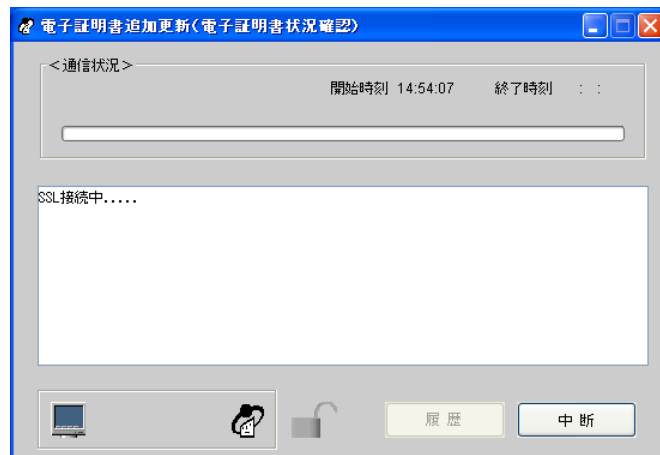 電子証明書追加更新(電子証明書状況確認)
＜通信状況＞
開始時刻 14:54:07 終了時刻 : :
SSL接続中.....
履歴 中断